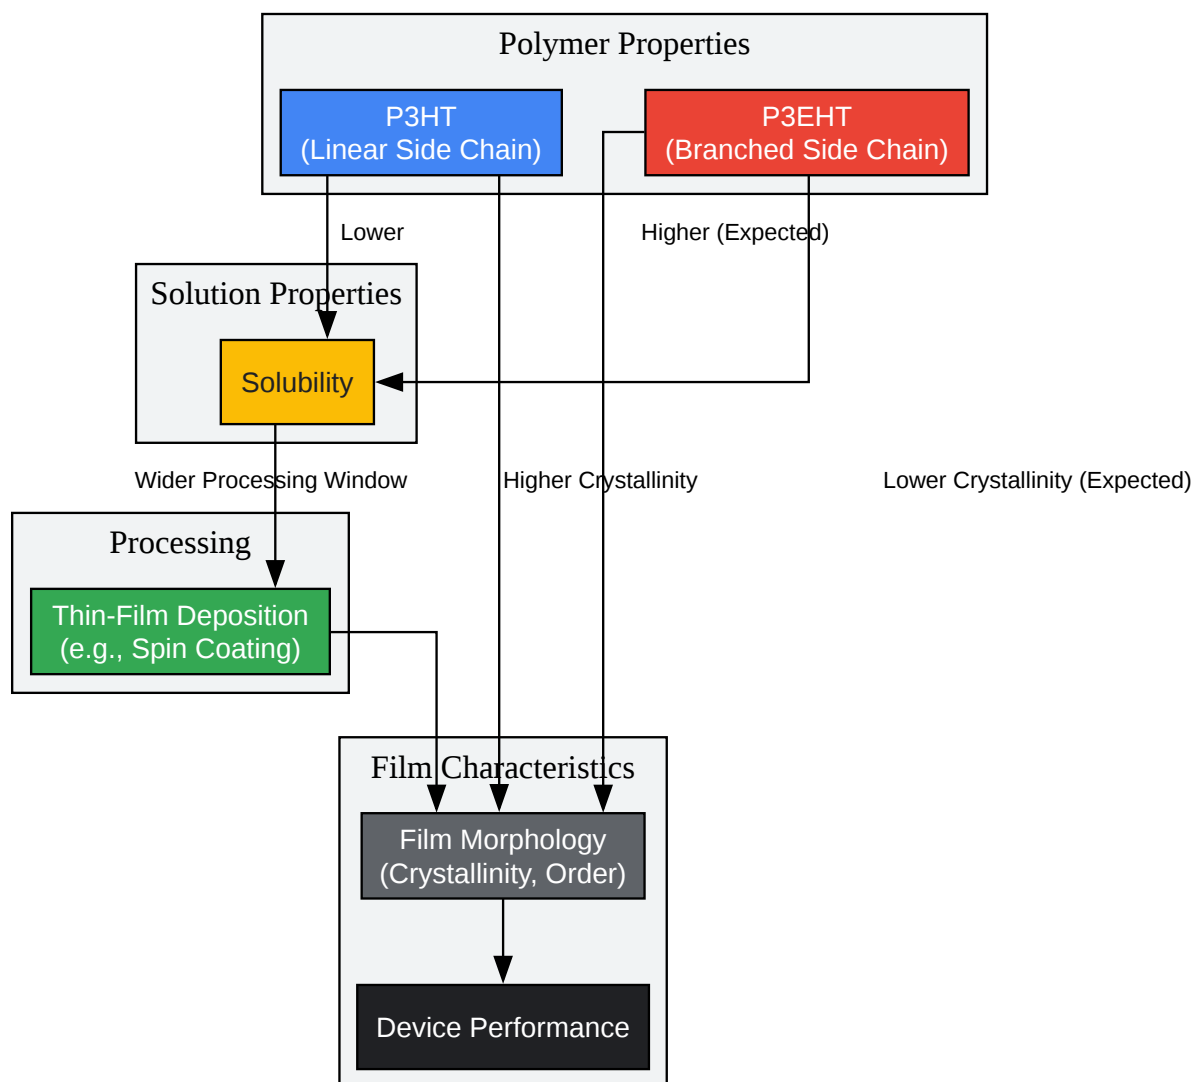 Polymer Properties
P3HT
(Linear Side Chain)
P3EHT
(Branched Side Chain)
Lower
Higher (Expected)
Solution Properties
Solubility
Wider Processing Window
Higher Crystallinity
Lower Crystallinity (Expected)
Processing
Thin-Film Deposition
(e.g., Spin Coating)
Film Characteristics
Film Morphology
(Crystallinity, Order)
Device Performance